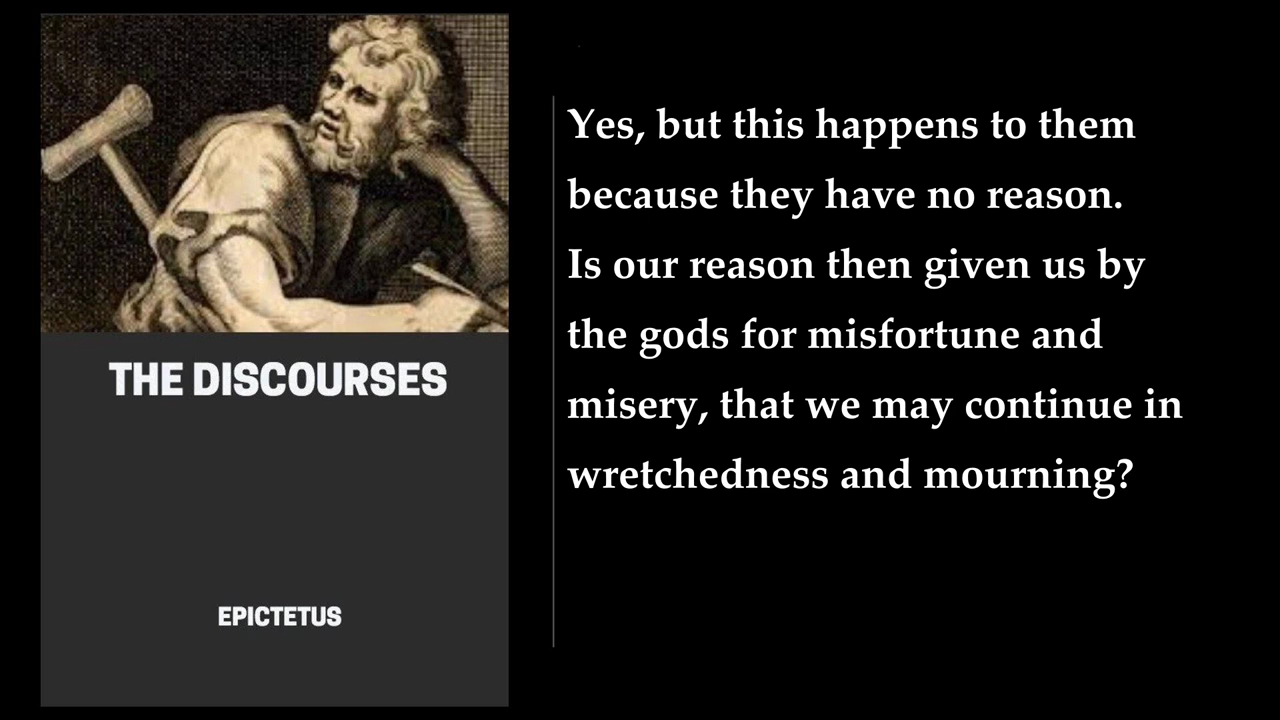 THE DISCOURSES
EPICTETUS
Yes, but this happens to them
because they have no reason.
Is our reason then given us by
the gods for misfortune and
misery, that we may continue in
wretchedness and mourning?